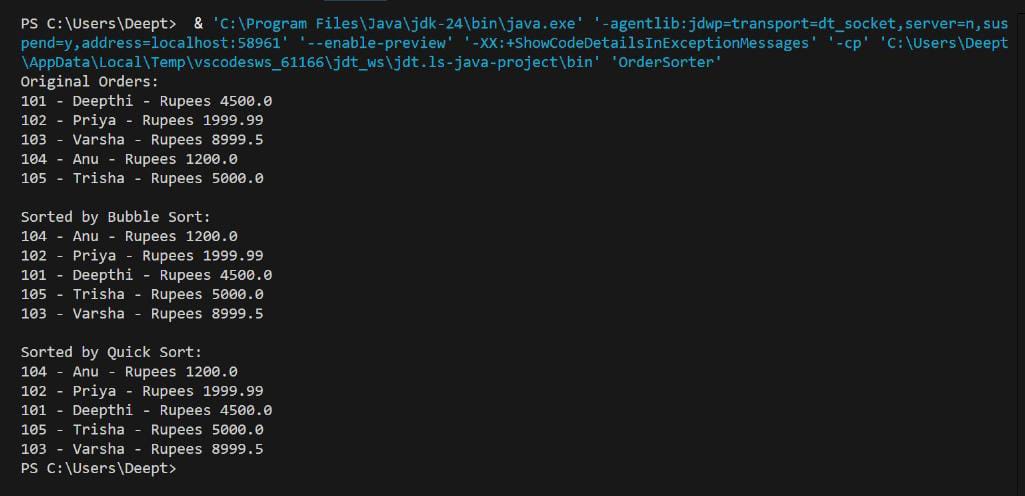 PS C:\Users\Deept>  & 'C:\Program Files\Java\jdk-24\bin\java.exe' '-agentlib:jdwp=transport=dt_socket,server=n,sus
pend=y,address=localhost:58961' '--enable-preview' '-XX:+ShowCodeDetailsInExceptionMessages' '-cp' 'C:\Users\Deept
\AppData\Local\Temp\vscodesws_61166\jdt_ws\jdt.ls-java-project\bin' 'OrderSorter'
Original Orders:
101 - Deepthi - Rupees 4500.0
102 - Priya - Rupees 1999.99
103 - Varsha - Rupees 8999.5
104 - Anu - Rupees 1200.0
105 - Trisha - Rupees 5000.0

Sorted by Bubble Sort:
104 - Anu - Rupees 1200.0
102 - Priya - Rupees 1999.99
101 - Deepthi - Rupees 4500.0
105 - Trisha - Rupees 5000.0
103 - Varsha - Rupees 8999.5

Sorted by Quick Sort:
104 - Anu - Rupees 1200.0
102 - Priya - Rupees 1999.99
101 - Deepthi - Rupees 4500.0
105 - Trisha - Rupees 5000.0
103 - Varsha - Rupees 8999.5
PS C:\Users\Deept>